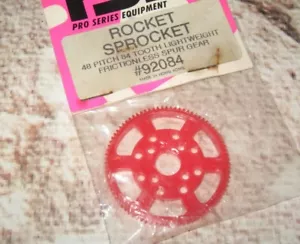 PRO SERIES EQUIPMENT
ROCKET
SPROCKET
48 PITCH 84 TOOTH LIGHTWEIGHT
FRICTIONLESS SPUR GEAR
#92084